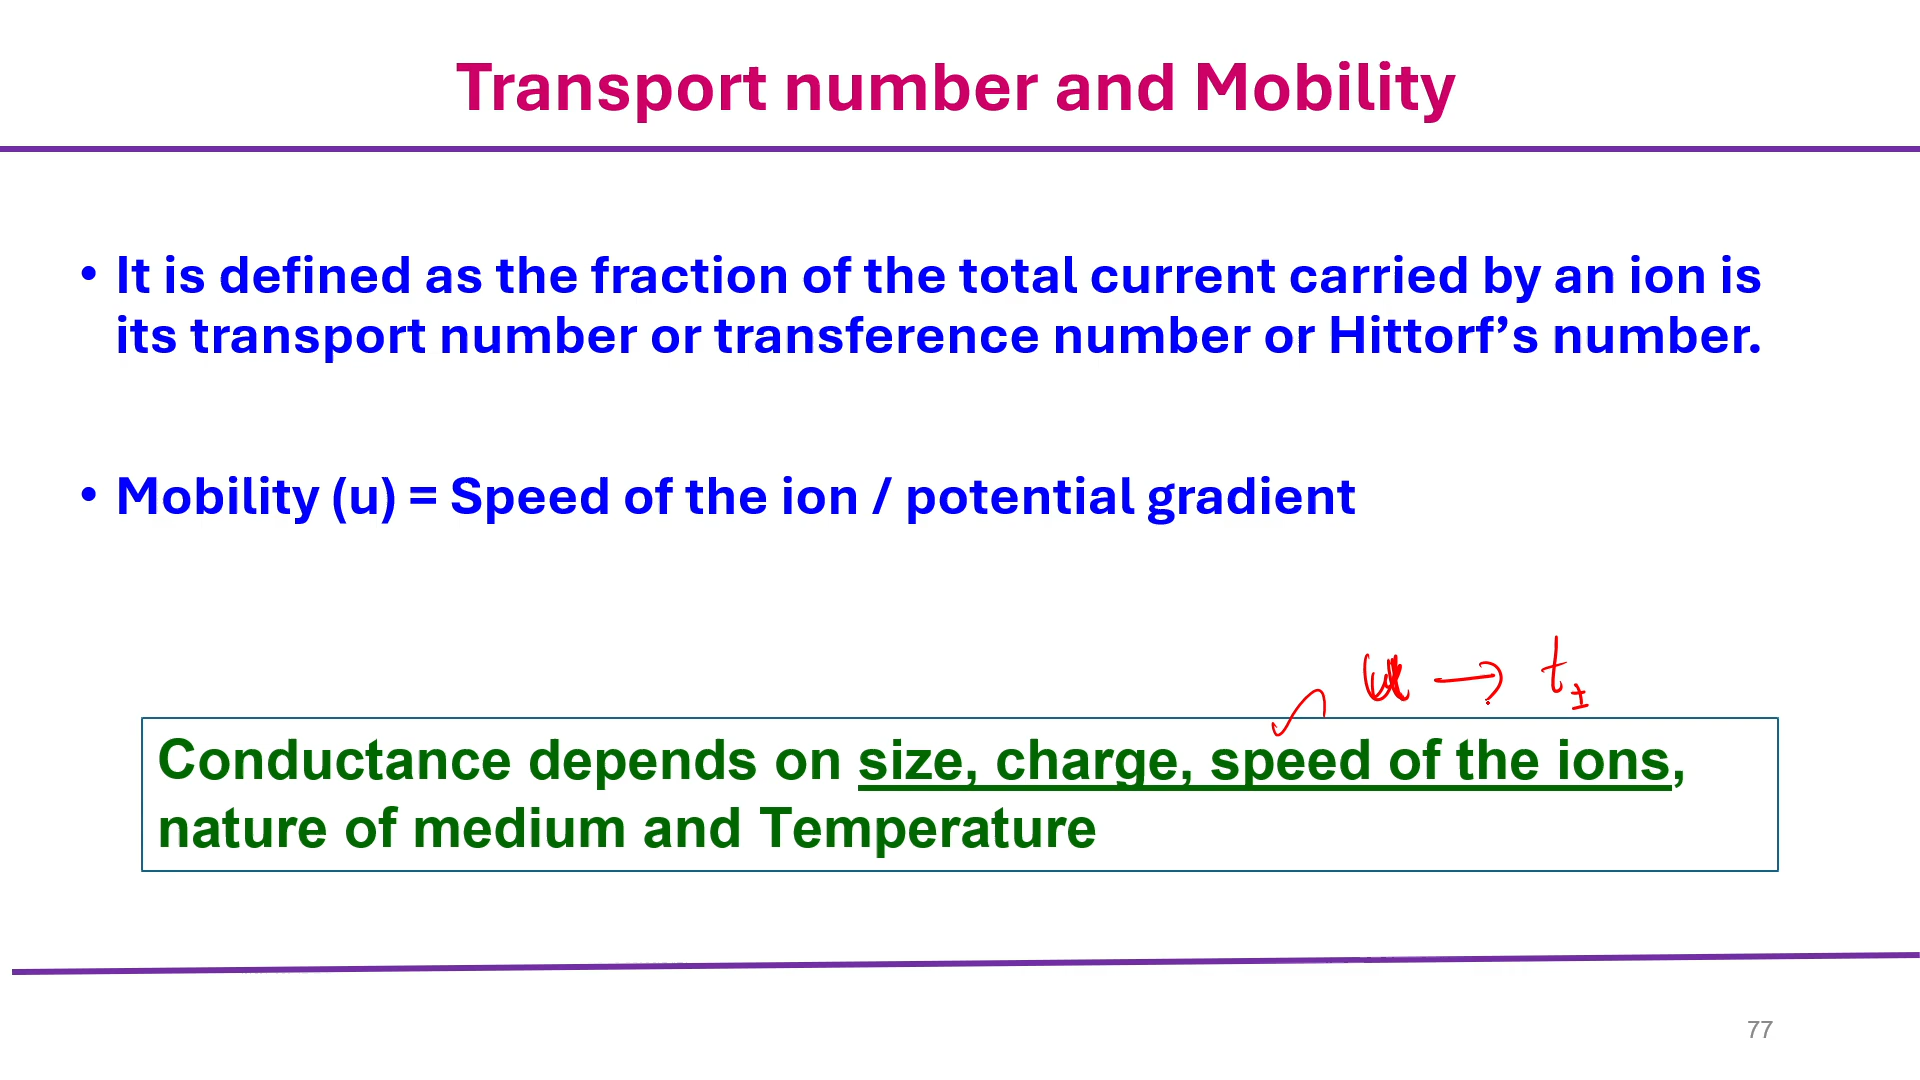 Transport number and Mobility
• It is defined as the fraction of the total current carried by an ion is
its transport number or transference number or Hittorf’s number.
• Mobility (u) = Speed of the ion / potential gradient
u → t±
Conductance depends on size, charge, speed of the ions,
nature of medium and Temperature
77